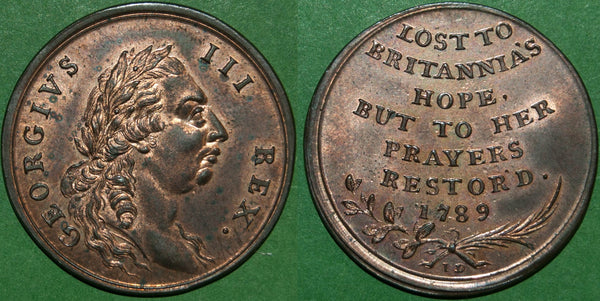 GEORGIVS III REX.
LOST TO
BRITANNIA'S
HOPE.
BUT TO HER
PRAYERS
RESTOR'D.
1789
I.D